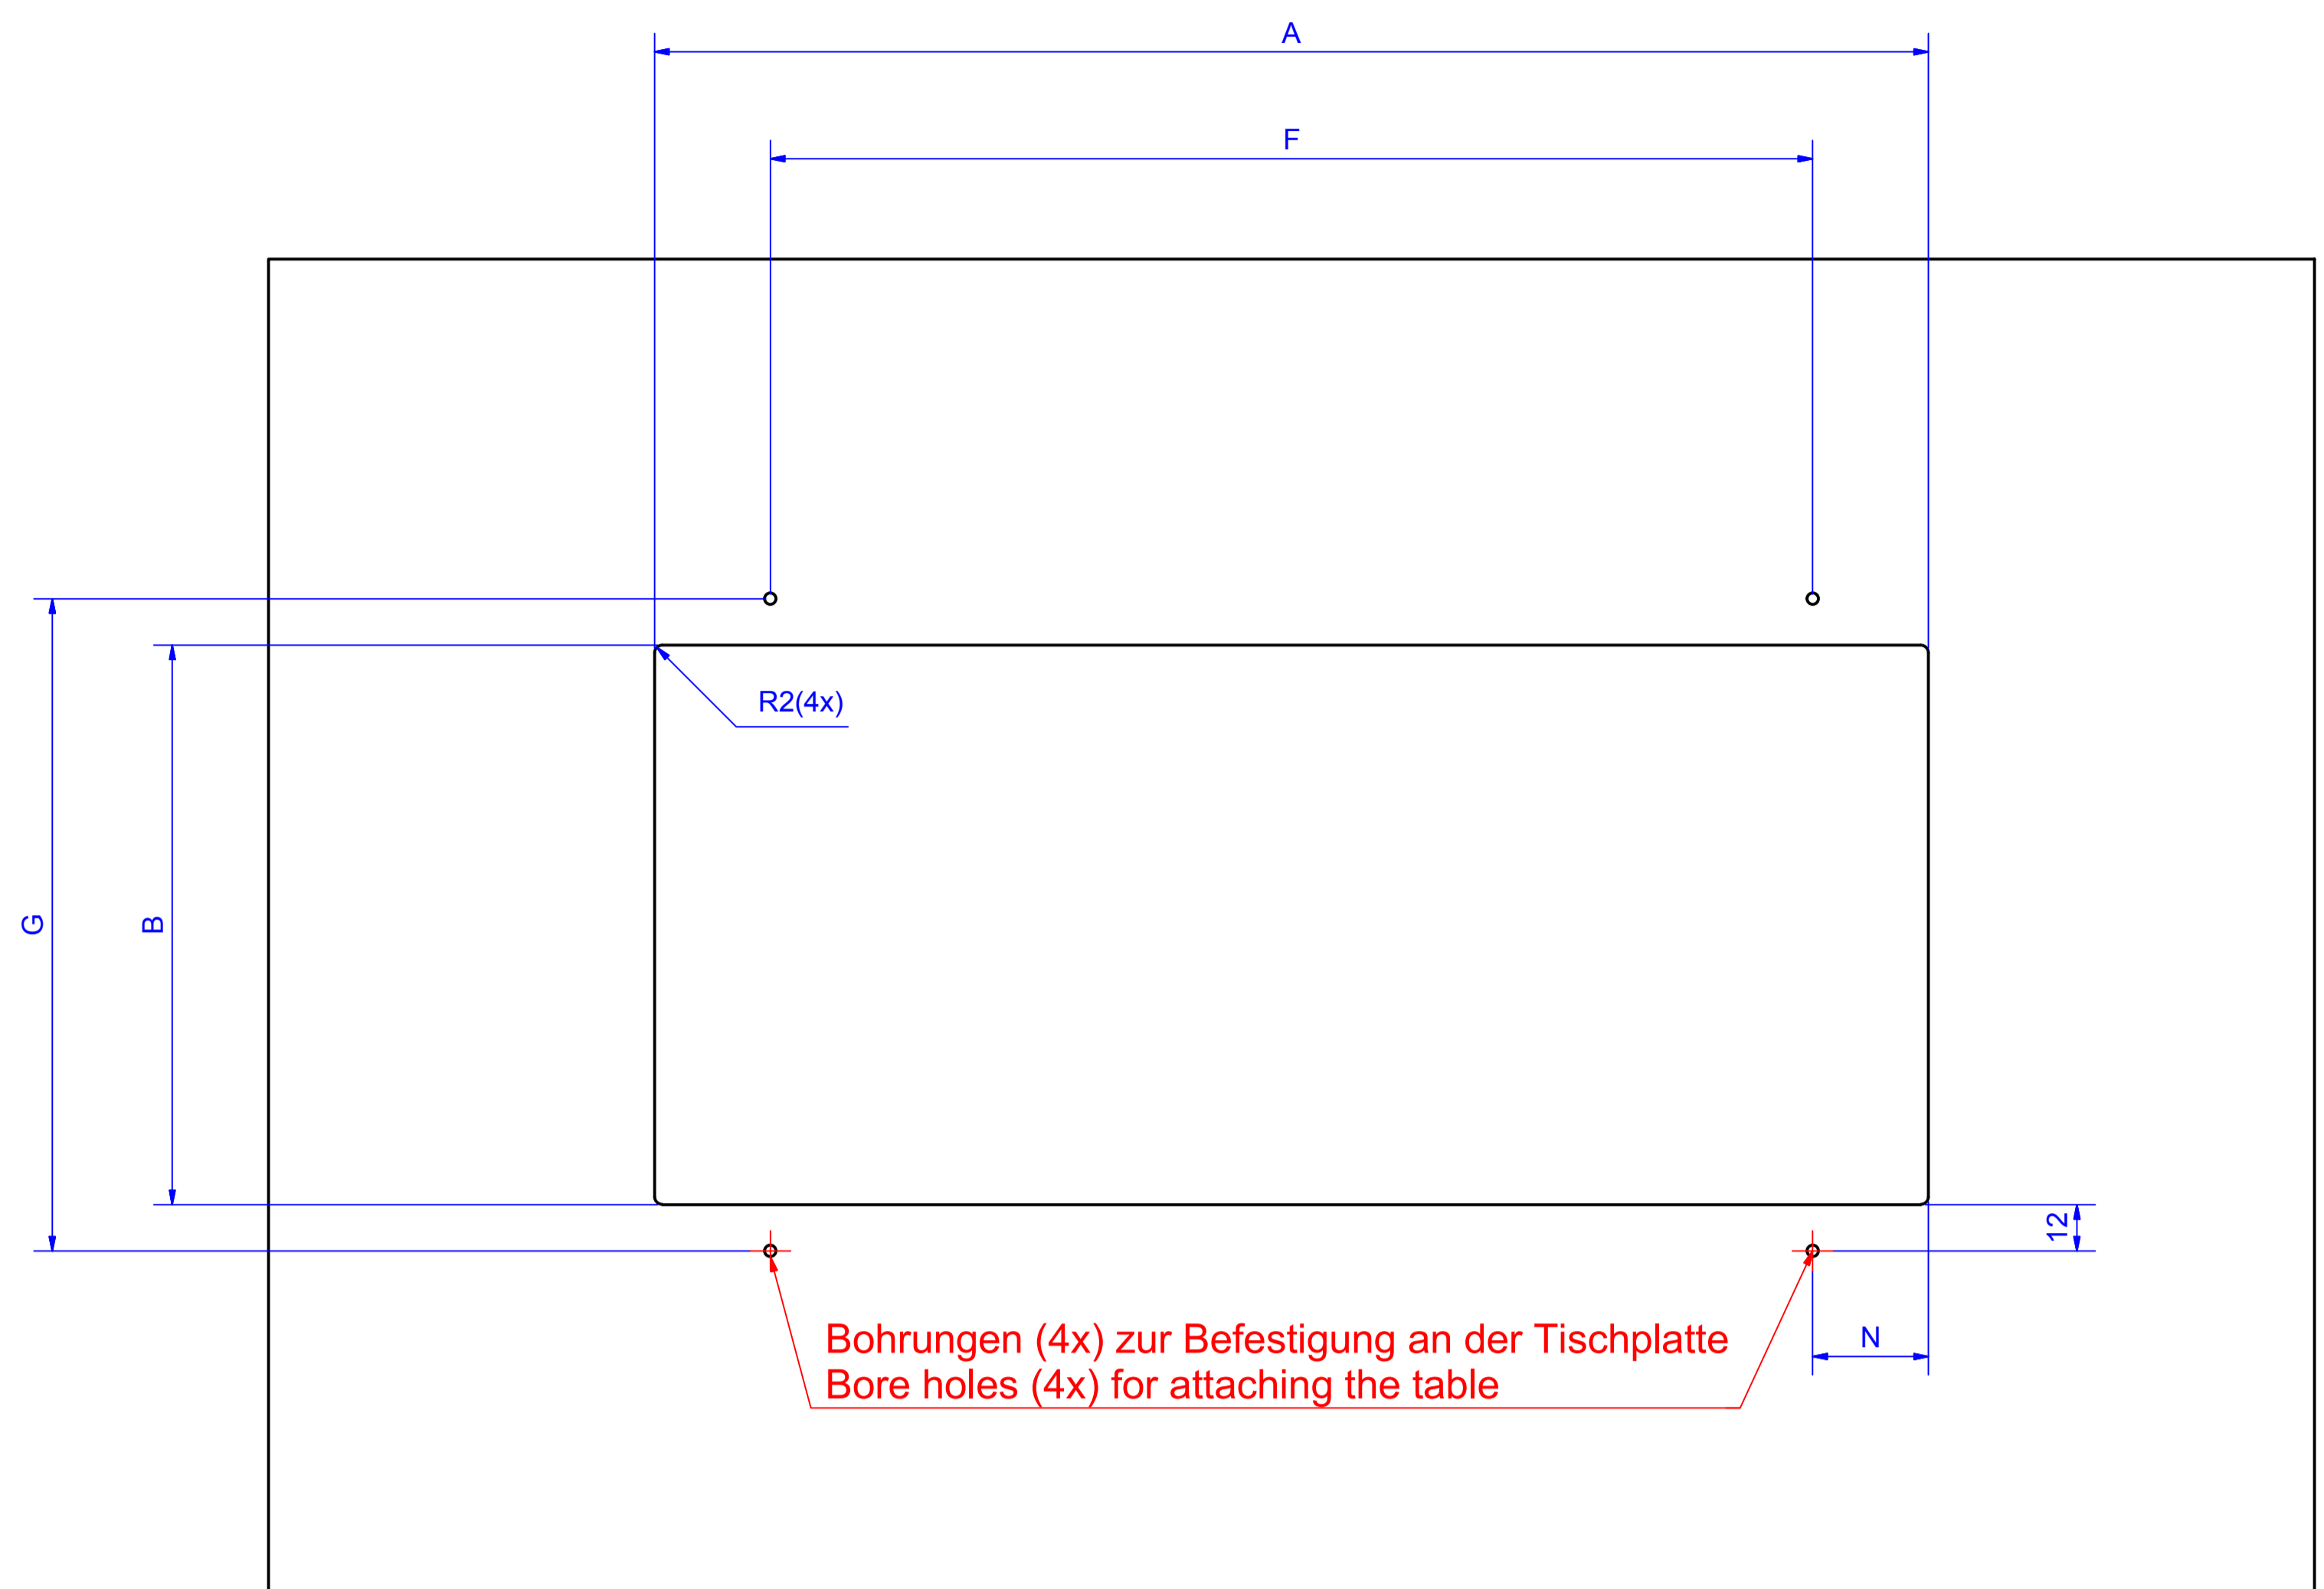 A
F
R2(4x)
G
B
12
N
Bohrungen (4x) zur Befestigung an der Tischplatte
Bore holes (4x) for attaching the table